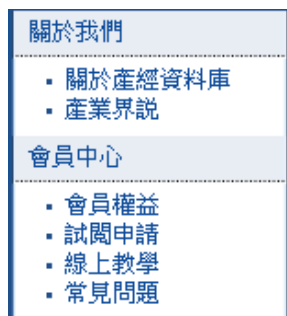 關於我們
關於產經資料庫
產業界說
會員中心
會員權益
試閱申請
線上教學
常見問題